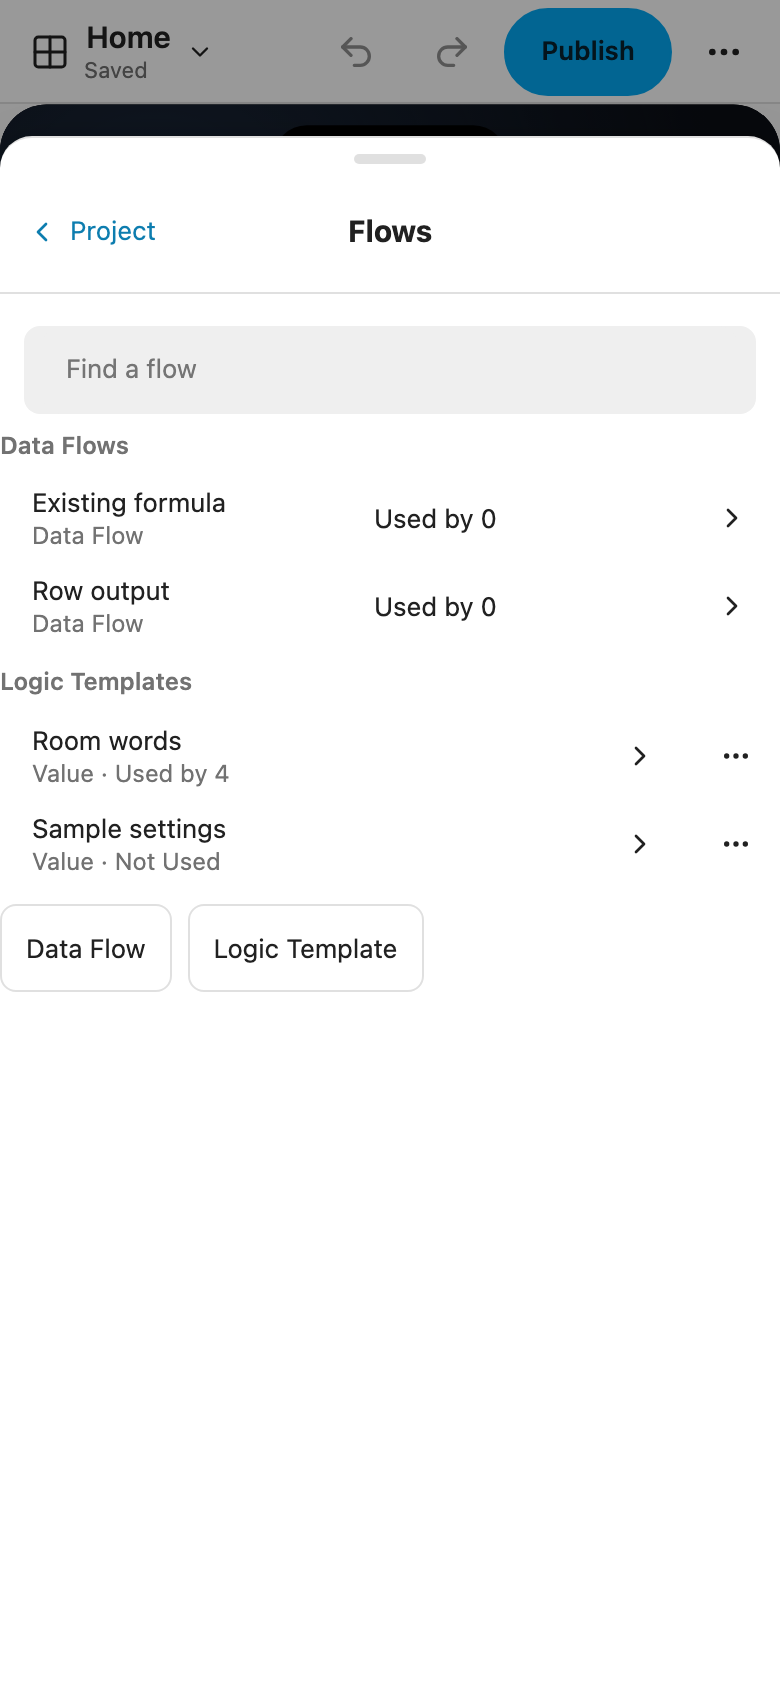 Home
Saved
Publish
Project
Flows
Find a flow
Data Flows
Existing formula
Data Flow
Used by 0
Row output
Data Flow
Used by 0
Logic Templates
Room words
Value · Used by 4
Sample settings
Value · Not Used
Data Flow
Logic Template